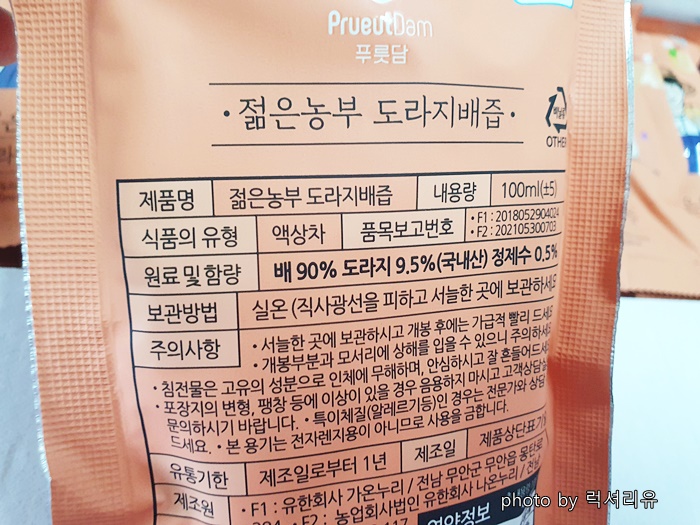 PrueutDam
푸릇담
· 젊은농부 도라지배즙 ·
OTHER
제품명 젊은농부 도라지배즙 내용량 100ml(±5)
식품의 유형 액상차 품목보고번호 • F1 : 2018052904024
• F2 : 202105300703
원료 및 함량 배 90% 도라지 9.5%(국내산) 정제수 0.5%
보관방법 실온 (직사광선을 피하고 서늘한 곳에 보관하세요
주의사항 • 서늘한 곳에 보관하시고 개봉 후에는 가급적 빨리 드세요
• 개봉부분과 모서리에 상해를 입을 수 있으니 주의하세요
• 침전물은 고유의 성분으로 인체에 무해하며, 안심하시고 잘 흔들어드세
• 포장지의 변형, 팽창 등에 이상이 있을 경우 음용하지 마시고 고객상담실
문의하시기 바랍니다. • 특이체질(알레르기등)인 경우는 전문가와 상담
드세요. • 본 용기는 전자렌지용이 아니므로 사용을 금합니다.
유통기한 제조일로부터 1년 제조일 제품상단표기
제조원 • F1 : 유한회사 가온누리 / 전남 무안군 무안읍 몽탄로
• F2 : 농업회사법인 유한회사 나온누리 / 전남
영양정보
photo by 럭셔리유